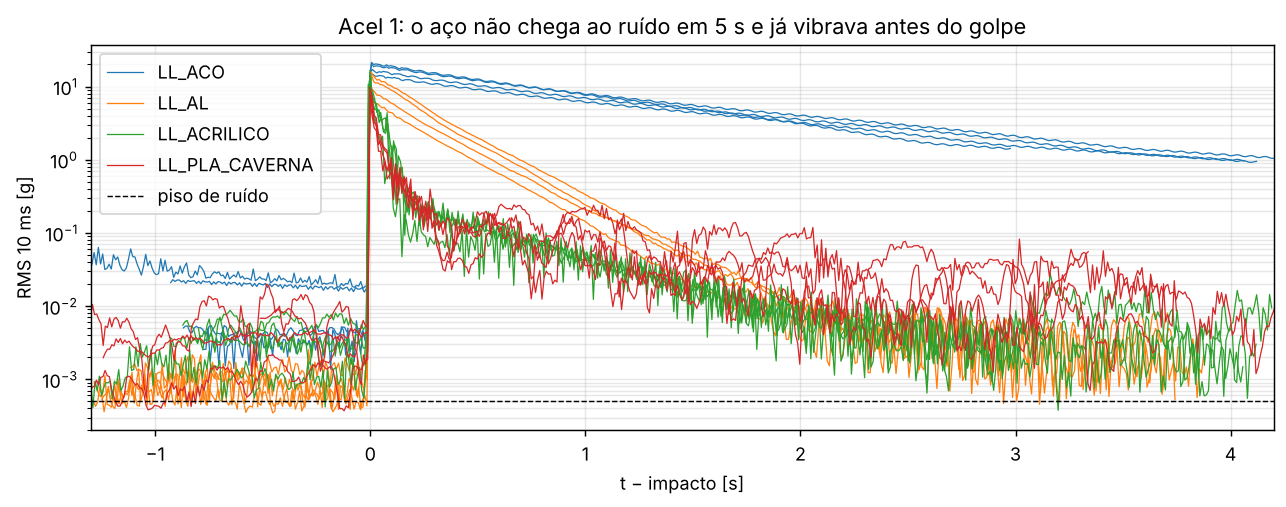 Acel 1: o aço não chega ao ruído em 5 s e já vibrava antes do golpe
LL_ACO
LL_AL
LL_ACRILICO
LL_PLA_CAVERNA
piso de ruído
RMS 10 ms [g]
10¹
10⁰
10⁻¹
10⁻²
10⁻³
−1 0 1 2 3 4
t − impacto [s]